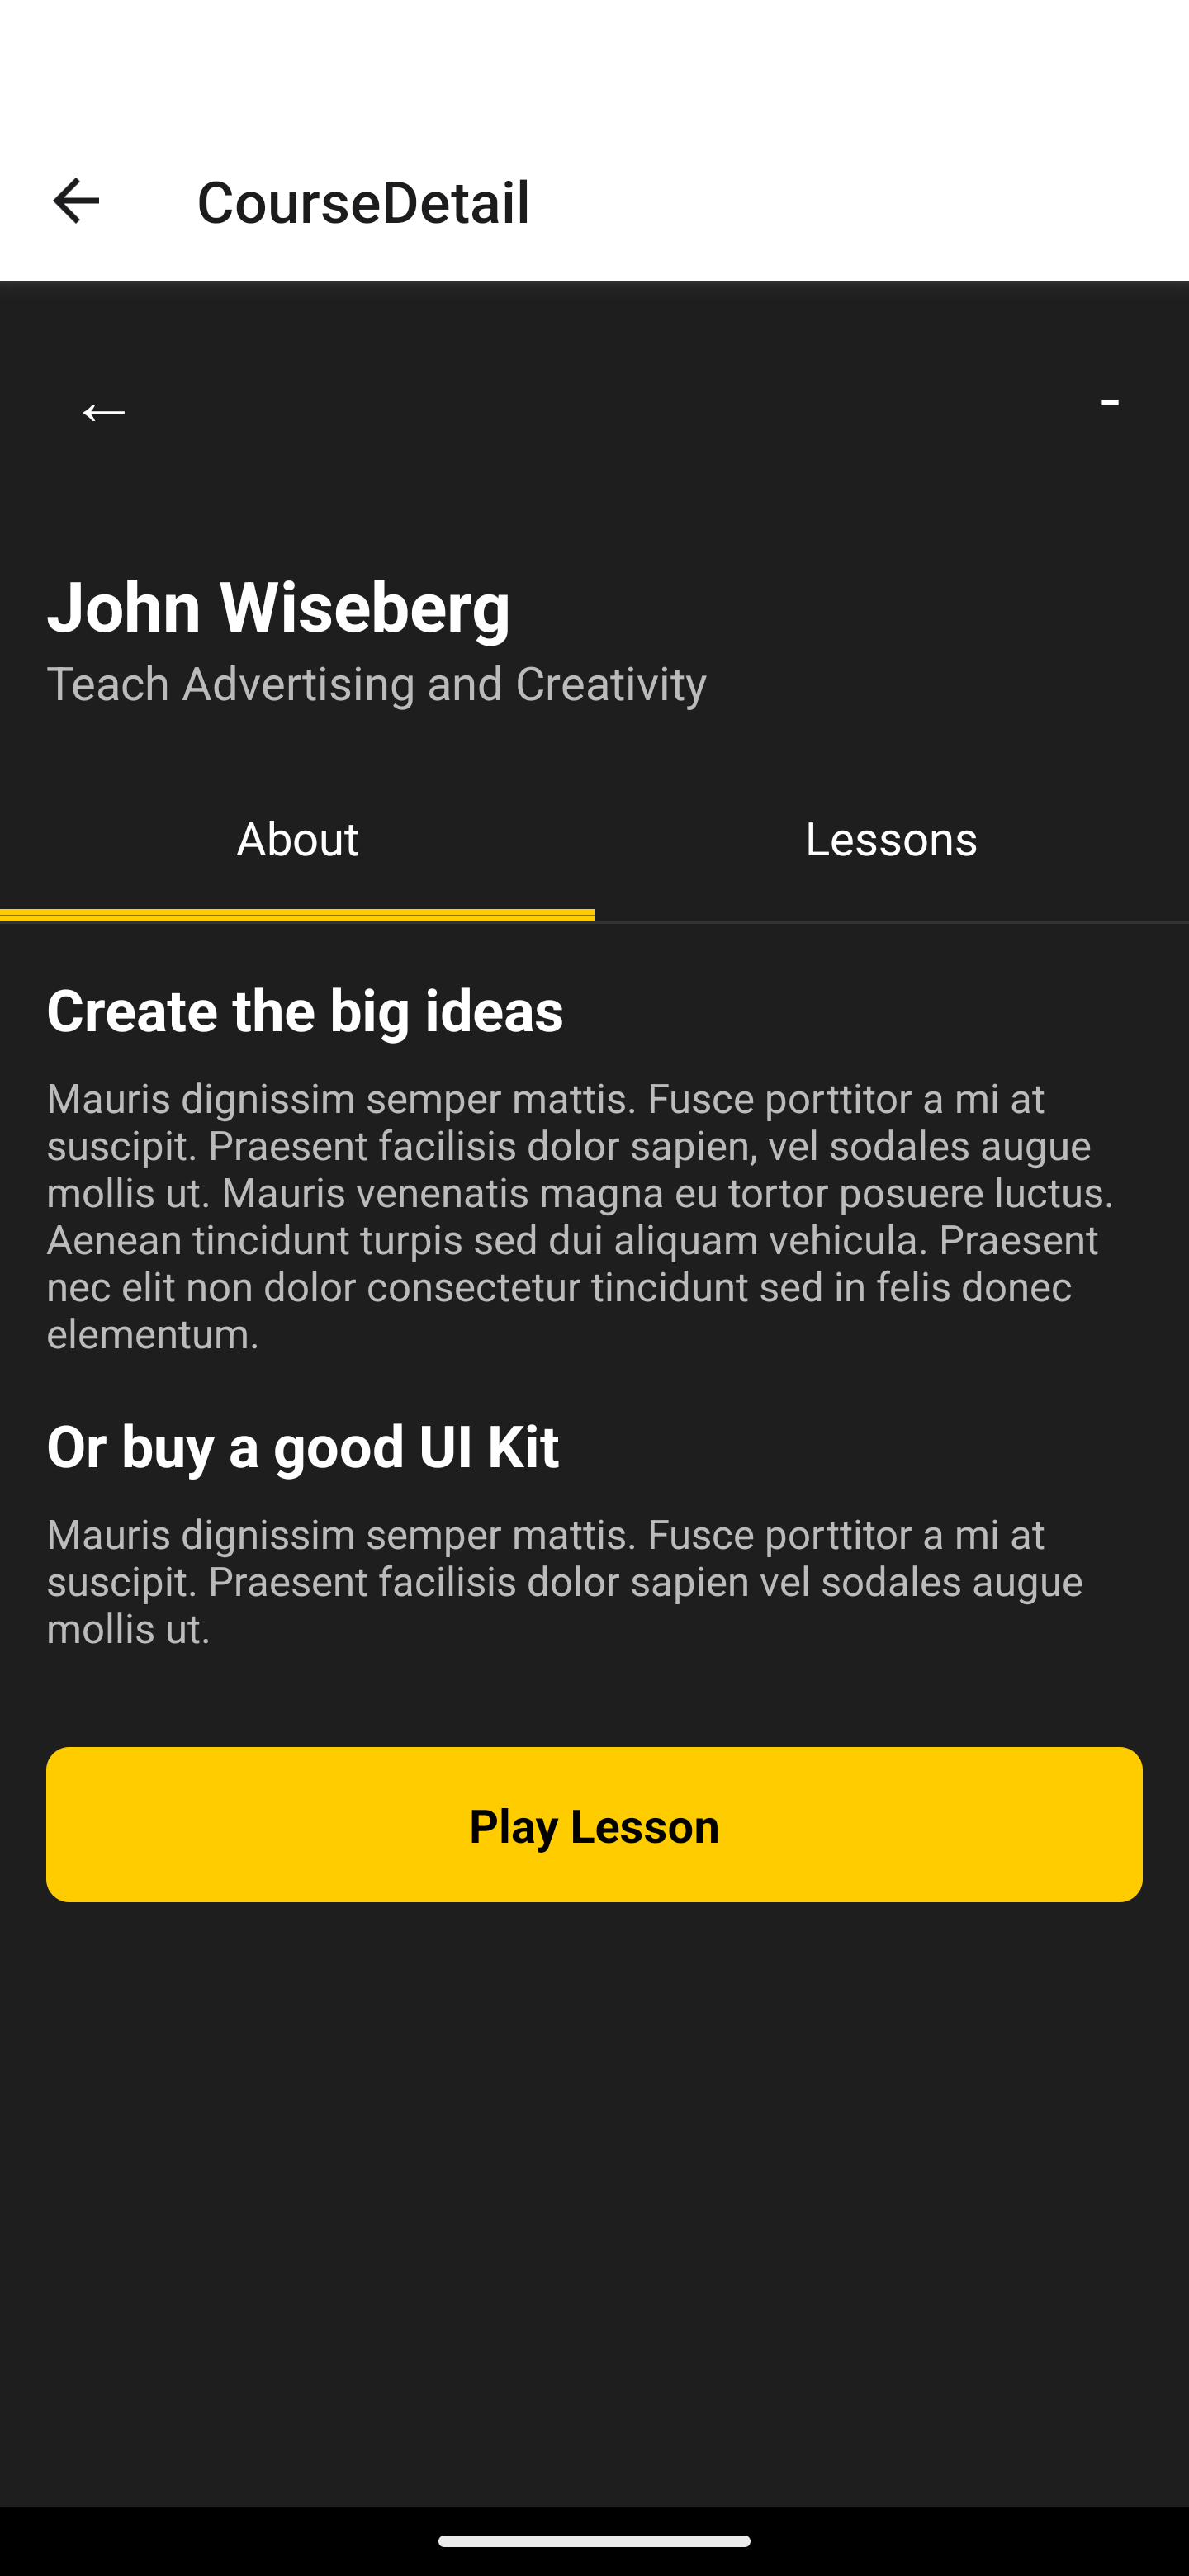 CourseDetail
← -
John Wiseberg
Teach Advertising and Creativity
About Lessons
Create the big ideas
Mauris dignissim semper mattis. Fusce porttitor a mi at
suscipit. Praesent facilisis dolor sapien, vel sodales augue
mollis ut. Mauris venenatis magna eu tortor posuere luctus.
Aenean tincidunt turpis sed dui aliquam vehicula. Praesent
nec elit non dolor consectetur tincidunt sed in felis donec
elementum.
Or buy a good UI Kit
Mauris dignissim semper mattis. Fusce porttitor a mi at
suscipit. Praesent facilisis dolor sapien vel sodales augue
mollis ut.
Play Lesson